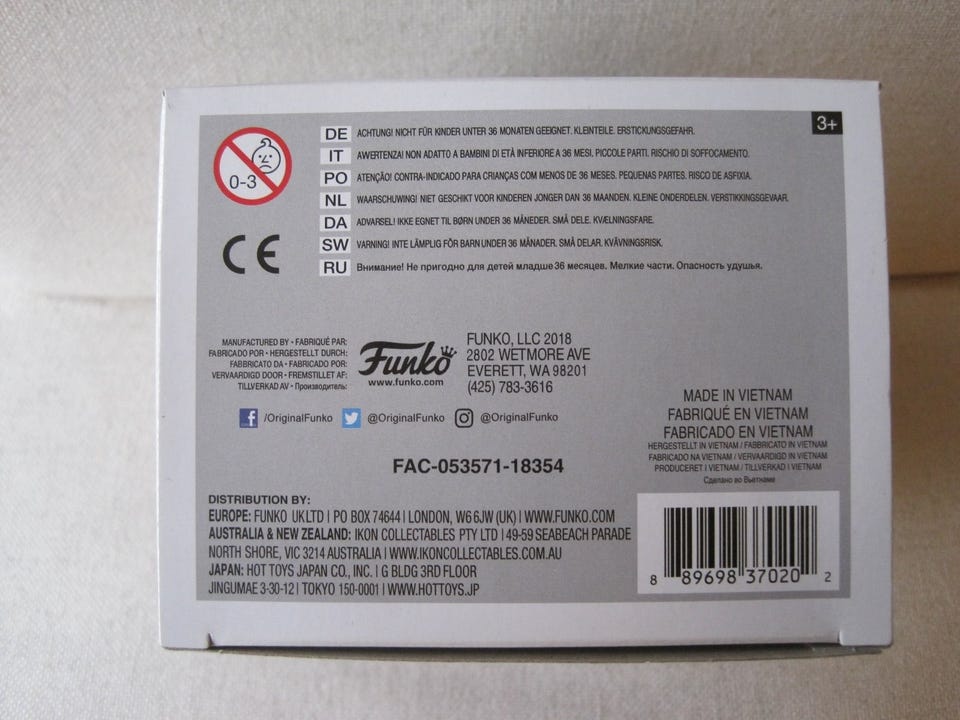 3+
0-3
DE ACHTUNG! NICHT FÜR KINDER UNTER 36 MONATEN GEEIGNET. KLEINTEILE. ERSTICKUNGSGEFAHR.
IT AWERTENZA! NON ADATTO A BAMBINI DI ETÀ INFERIORE A 36 MESI. PICCOLE PARTI. RISCHIO DI SOFFOCAMENTO.
PO ATENÇÃO! CONTRA-INDICADO PARA CRIANÇAS COM MENOS DE 36 MESES. PEQUENAS PARTES. RISCO DE ASFIXIA.
NL WAARSCHUWING! NIET GESCHIKT VOOR KINDEREN JONGER DAN 36 MAANDEN. KLEINE ONDERDELEN. VERSTIKKINGSGEVAAR.
DA ADVARSEL! IKKE EGNET TIL BØRN UNDER 36 MÅNEDER. SMÅ DELE. KVÆLNINGSFARE.
SW VARNING! INTE LÄMPLIG FÖR BARN UNDER 36 MÅNADER. SMÅ DELAR. KVÄVNINGSRISK.
RU Внимание! Не пригодно для детей младше 36 месяцев. Мелкие части. Опасность удушья.
CE
MANUFACTURED BY • FABRIQUÉ PAR:
FABRICADO POR • HERGESTELLT DURCH:
FABBRICATO DA • FABRICADO POR:
VERVAARDIGD DOOR • FREMSTILLET AF:
TILLVERKAD AV • Производитель:
Funko
www.funko.com
FUNKO, LLC 2018
2802 WETMORE AVE
EVERETT, WA 98201
(425) 783-3616
/OriginalFunko @OriginalFunko @OriginalFunko
FAC-053571-18354
MADE IN VIETNAM
FABRIQUÉ EN VIETNAM
FABRICADO EN VIETNAM
HERGESTELLT IN VIETNAM / FABBRICATO IN VIETNAM
FABRICADO NA VIETNAM / VERVAARDIGD IN VIETNAM
PRODUCERET I VIETNAM / TILLVERKAD I VIETNAM
Сделано во Вьетнаме
DISTRIBUTION BY:
EUROPE: FUNKO UK LTD | PO BOX 74644 | LONDON, W6 6JW (UK) | WWW.FUNKO.COM
AUSTRALIA & NEW ZEALAND: IKON COLLECTABLES PTY LTD | 49-59 SEABEACH PARADE
NORTH SHORE, VIC 3214 AUSTRALIA | WWW.IKONCOLLECTABLES.COM.AU
JAPAN: HOT TOYS JAPAN CO., INC. | G BLDG 3RD FLOOR
JINGUMAE 3-30-12 | TOKYO 150-0001 | WWW.HOTTOYS.JP
8 89698 37020 2